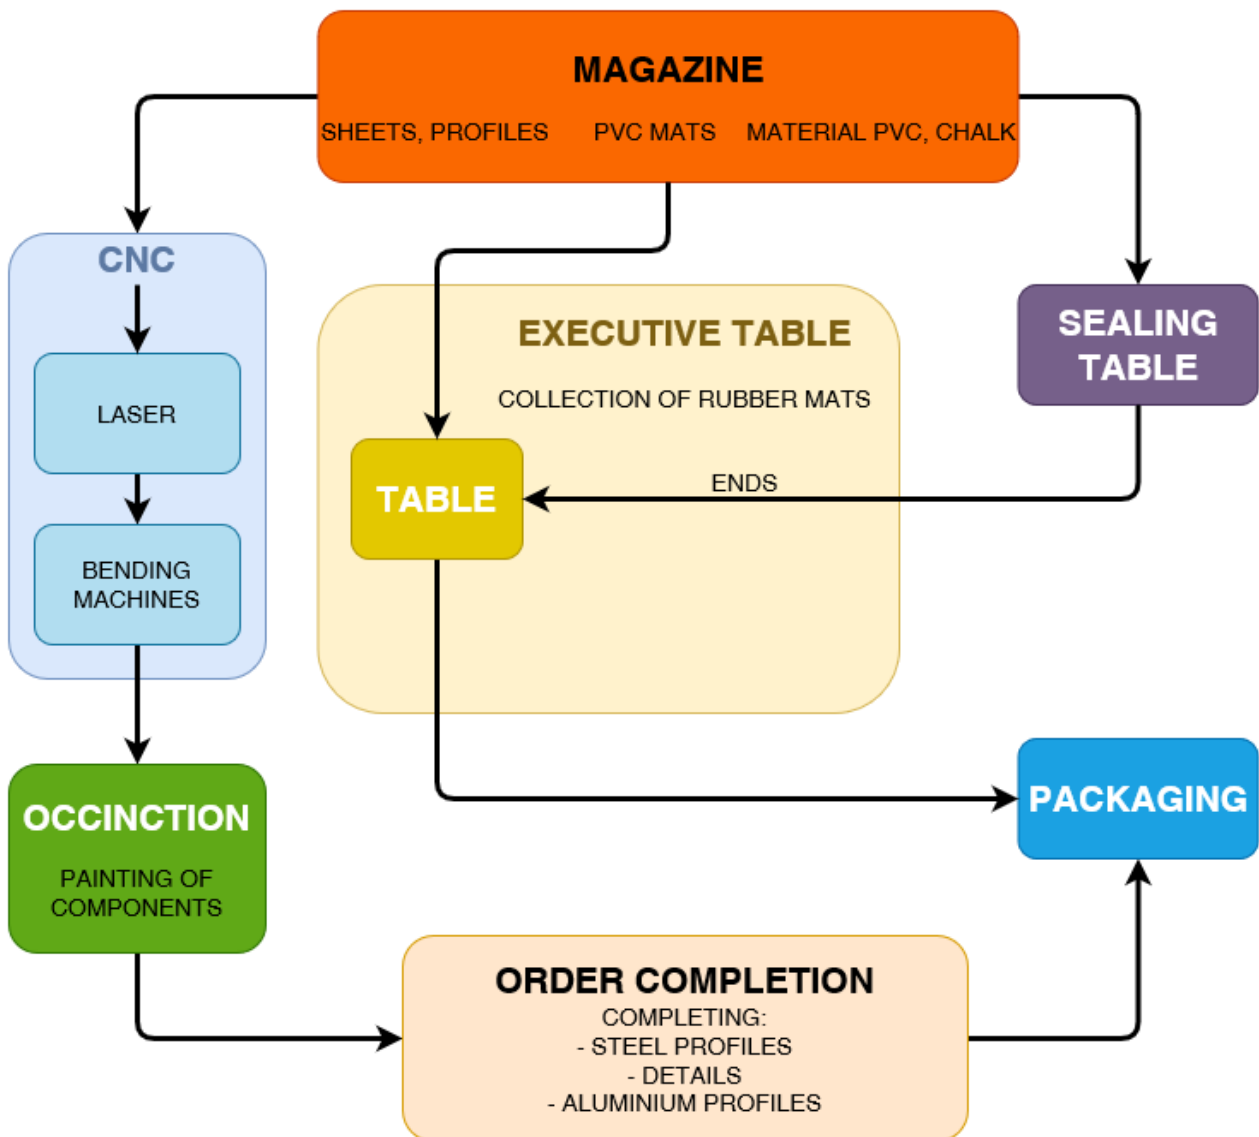 MAGAZINE
SHEETS, PROFILES
PVC MATS
MATERIAL PVC, CHALK
CNC
LASER
BENDING
MACHINES
EXECUTIVE TABLE
COLLECTION OF RUBBER MATS
TABLE
ENDS
SEALING
TABLE
OCCINCTION
PAINTING OF
COMPONENTS
PACKAGING
ORDER COMPLETION
COMPLETING:
- STEEL PROFILES
- DETAILS
- ALUMINIUM PROFILES